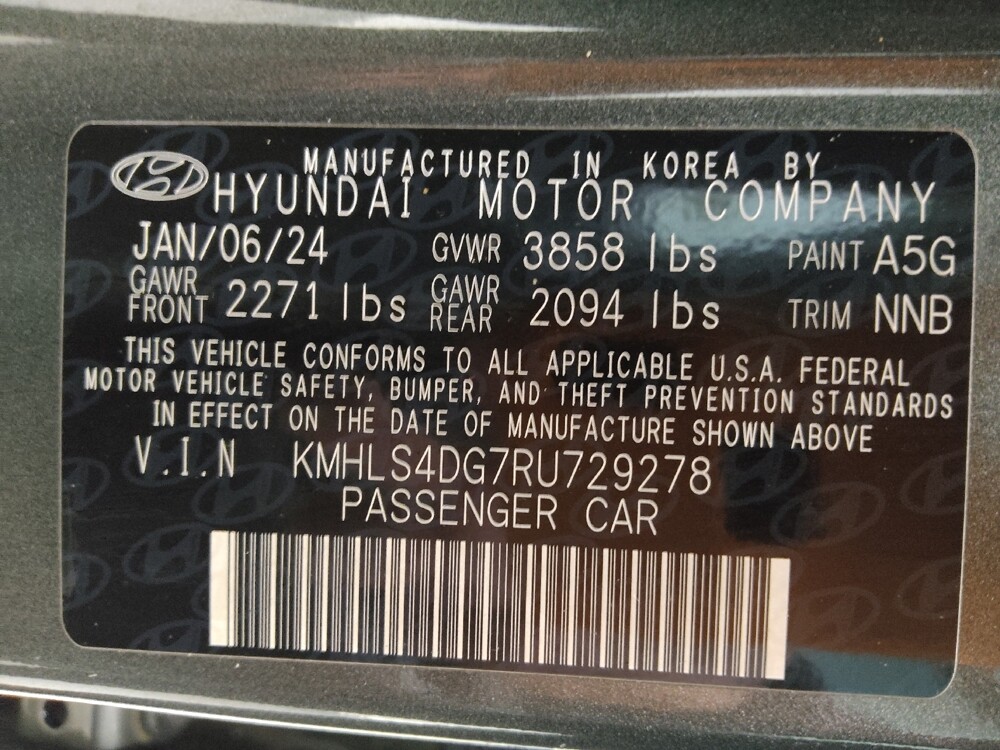 MANUFACTURED IN KOREA BY
HYUNDAI MOTOR COMPANY
JAN/06/24 GVWR 3858 lbs PAINT A5G
GAWR FRONT 2271 lbs GAWR REAR 2094 lbs TRIM NNB
THIS VEHICLE CONFORMS TO ALL APPLICABLE U.S.A. FEDERAL
MOTOR VEHICLE SAFETY, BUMPER, AND THEFT PREVENTION STANDARDS
IN EFFECT ON THE DATE OF MANUFACTURE SHOWN ABOVE
V.I.N KMHLS4DG7RU729278
PASSENGER CAR